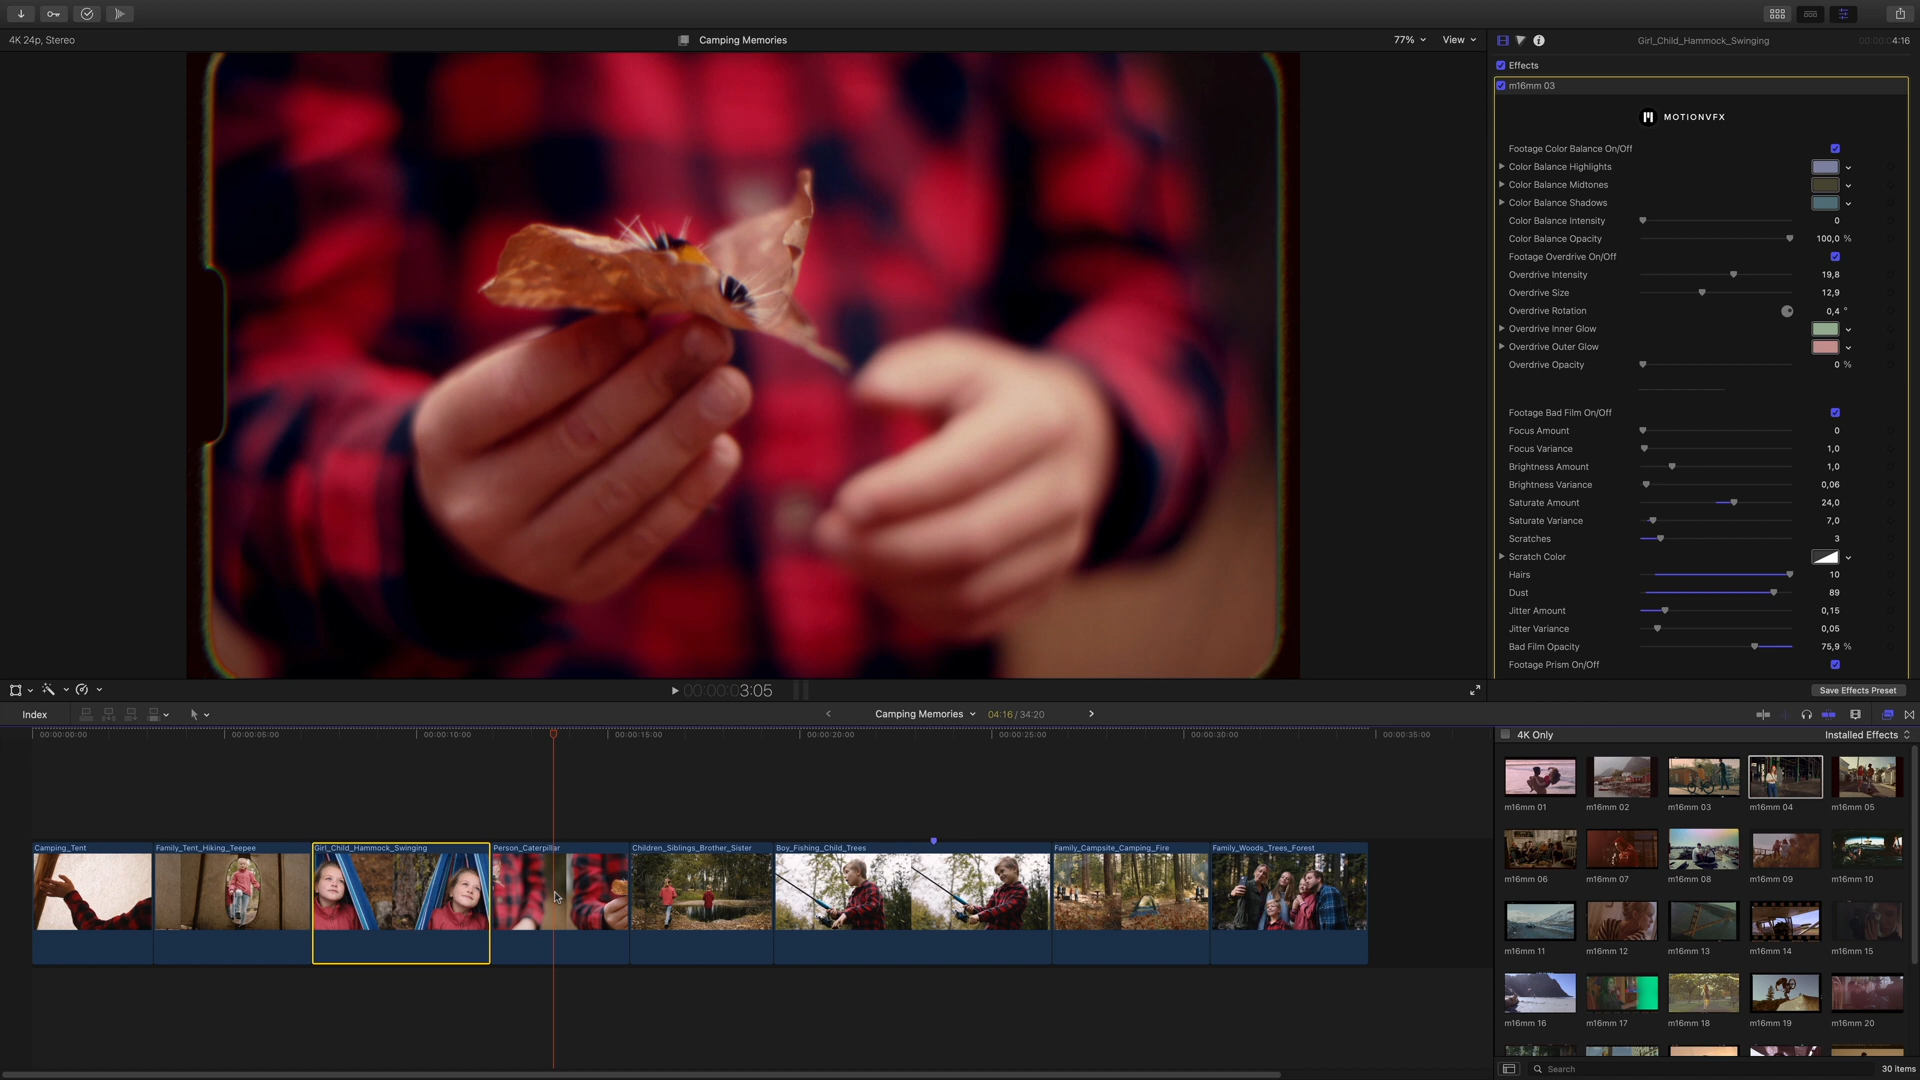 4K 24p, Stereo
Camping Memories
77%
View
Girl_Child_Hammock_Swinging
00:00:04:16
Effects
m16mm 03
MOTIONVFX
Footage Color Balance On/Off
Color Balance Highlights
Color Balance Midtones
Color Balance Shadows
Color Balance Intensity 0
Color Balance Opacity 100,0 %
Footage Overdrive On/Off
Overdrive Intensity 19,8
Overdrive Size 12,9
Overdrive Rotation 0,4 °
Overdrive Inner Glow
Overdrive Outer Glow
Overdrive Opacity 0 %
Footage Bad Film On/Off
Focus Amount 0
Focus Variance 1,0
Brightness Amount 1,0
Brightness Variance 0,06
Saturate Amount 24,0
Saturate Variance 7,0
Scratches 3
Scratch Color
Hairs 10
Dust 89
Jitter Amount 0,15
Jitter Variance 0,05
Bad Film Opacity 75,9 %
Footage Prism On/Off
00:00:03:05
Save Effects Preset
Index
Camping Memories
04:16 / 34:20
00:00:00:00 00:00:05:00 00:00:10:00 00:00:15:00 00:00:20:00 00:00:25:00 00:00:30:00 00:00:35:00
Camping_Tent
Family_Tent_Hiking_Teepee
Girl_Child_Hammock_Swinging
Person_Caterpillar
Children_Siblings_Brother_Sister
Boy_Fishing_Child_Trees
Family_Campsite_Camping_Fire
Family_Woods_Trees_Forest
4K Only
Installed Effects
m16mm 01 m16mm 02 m16mm 03 m16mm 04 m16mm 05
m16mm 06 m16mm 07 m16mm 08 m16mm 09 m16mm 10
m16mm 11 m16mm 12 m16mm 13 m16mm 14 m16mm 15
m16mm 16 m16mm 17 m16mm 18 m16mm 19 m16mm 20
Search
30 items